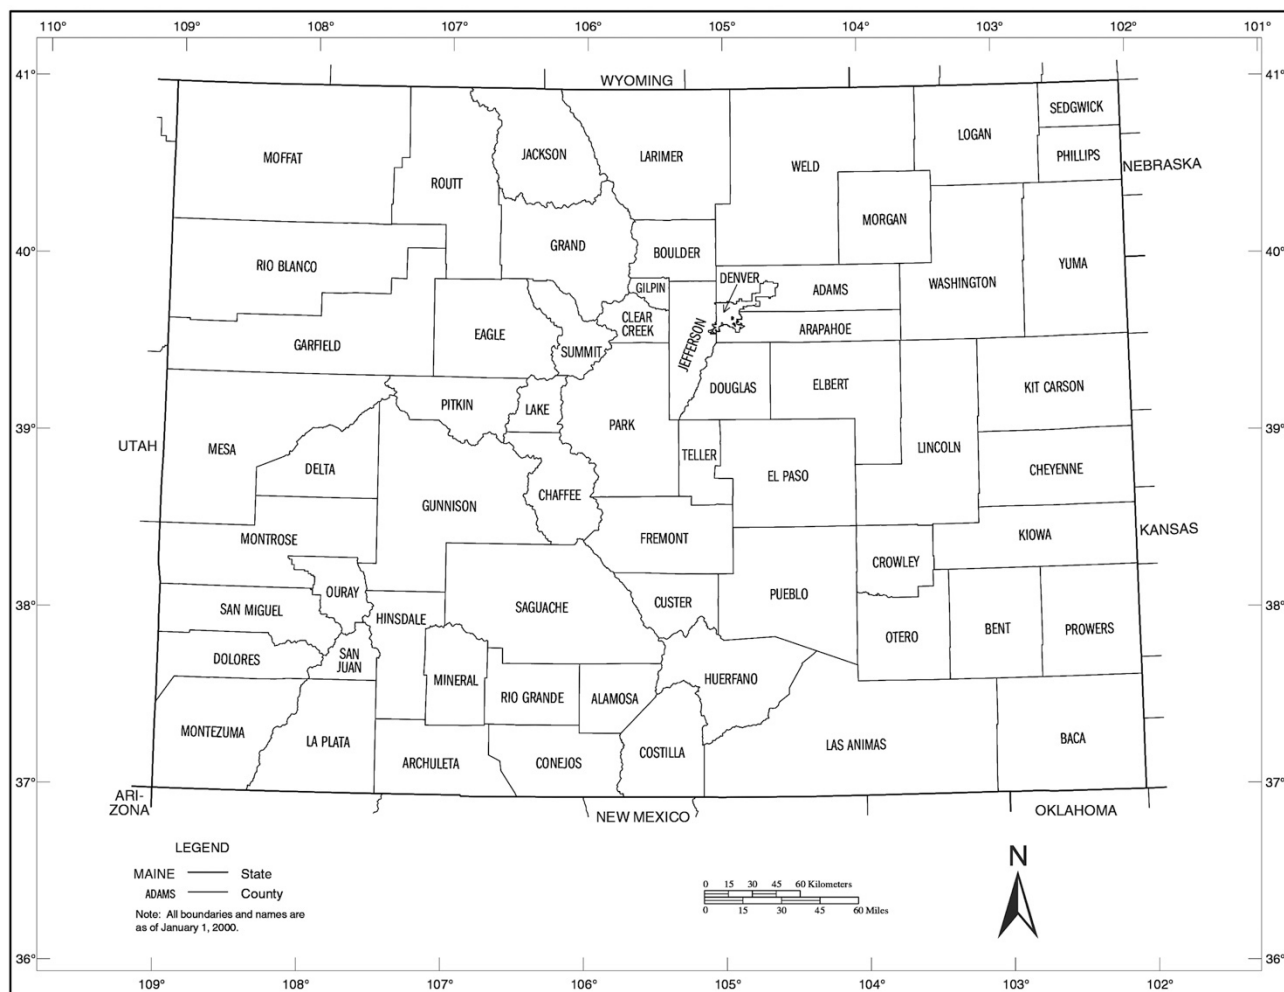 110° 109° 108° 107° 106° 105° 104° 103° 102° 101°
41° 41°
WYOMING
SEDGWICK
LOGAN
JACKSON LARIMER
MOFFAT PHILLIPS
WELD NEBRASKA
ROUTT
MORGAN
GRAND
40° BOULDER 40°
RIO BLANCO YUMA
DENVER
WASHINGTON
GILPIN ADAMS
CLEAR
CREEK
ARAPAHOE
EAGLE
JEFFERSON
GARFIELD
SUMMIT
DOUGLAS ELBERT KIT CARSON
PITKIN
LAKE
39° PARK 39°
UTAH MESA LINCOLN
TELLER
DELTA CHEYENNE
EL PASO
CHAFFEE
GUNNISON
KANSAS
MONTROSE FREMONT KIOWA
CROWLEY
OURAY PUEBLO
CUSTER
38° SAGUACHE 38°
SAN MIGUEL
HINSDALE
BENT PROWERS
OTERO
SAN
JUAN
DOLORES
MINERAL HUERFANO
RIO GRANDE ALAMOSA
MONTEZUMA
LA PLATA BACA
LAS ANIMAS
COSTILLA
ARCHULETA CONEJOS
37° 37°
ARI-
ZONA
NEW MEXICO OKLAHOMA
LEGEND
N
MAINE State
ADAMS County
Note: All boundaries and names are
as of January 1, 2000.
0 15 30 45 60 Kilometers
0 15 30 45 60 Miles
36° 36°
109° 108° 107° 106° 105° 104° 103° 102°